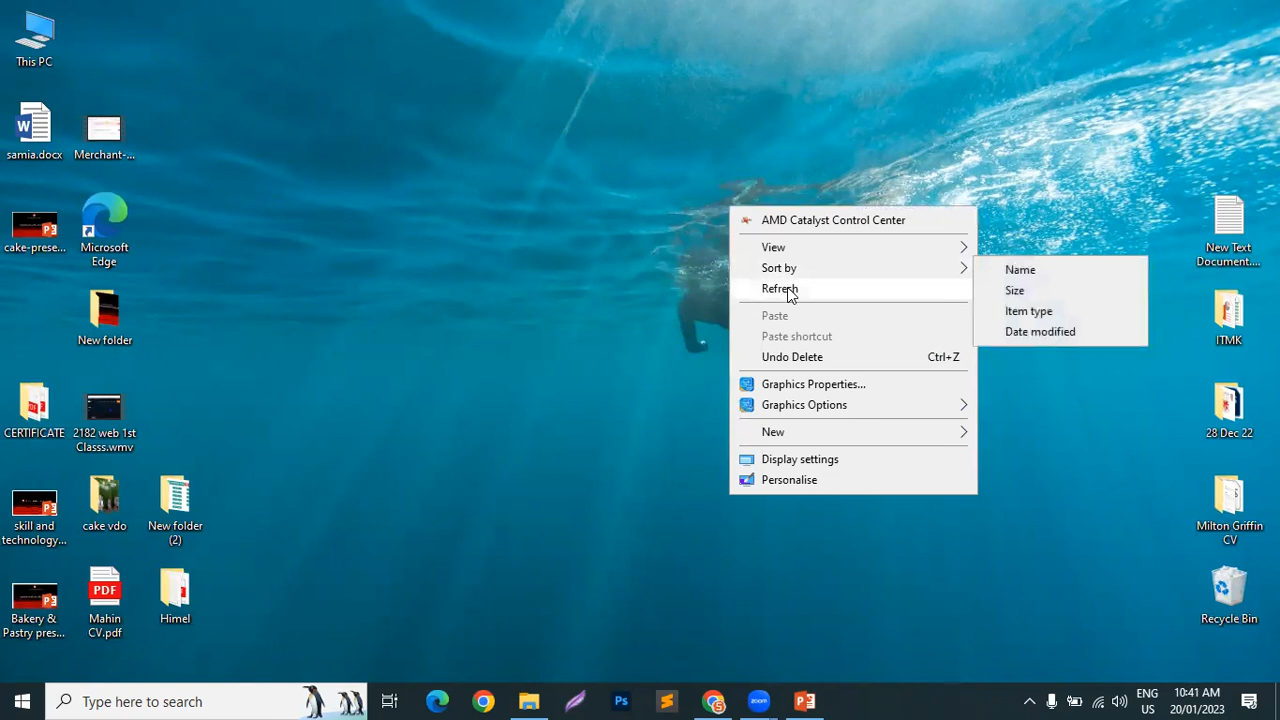 This PC
samia.docx
Merchant-...
cake-prese...
Microsoft
Edge
New folder
CERTIFICATE
2182 web 1st
Classs.wmv
skill and
technology...
cake vdo
New folder
(2)
Bakery &
Pastry pres...
Mahin
CV.pdf
Himel
AMD Catalyst Control Center
View
Sort by
Refresh
Paste
Paste shortcut
Undo Delete Ctrl+Z
Graphics Properties...
Graphics Options
New
Display settings
Personalise
Name
Size
Item type
Date modified
New Text
Document....
ITMK
28 Dec 22
Milton Griffin
CV
Recycle Bin
Type here to search
Ps
zoom
ENG
US
10:41 AM
20/01/2023